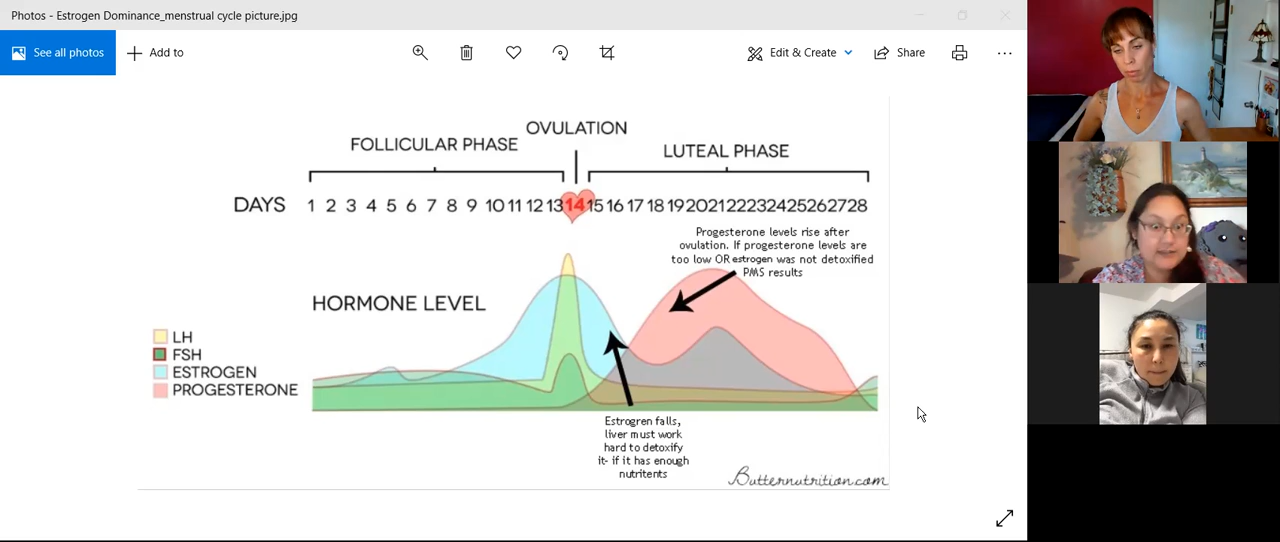 Photos - Estrogen Dominance_menstrual cycle picture.jpg
See all photos
Add to
Edit & Create
Share
OVULATION
FOLLICULAR PHASE
LUTEAL PHASE
DAYS 1 2 3 4 5 6 7 8 9 10 11 12 13 14 15 16 17 18 19 20 21 22 23 24 25 26 27 28
Progesterone levels rise after
ovulation. If progesterone levels are
too low OR estrogen was not detoxified
PMS results
HORMONE LEVEL
LH
FSH
ESTROGEN
PROGESTERONE
Estrogren falls,
liver must work
hard to detoxify
it- if it has enough
nutritents
Butternutrition.com